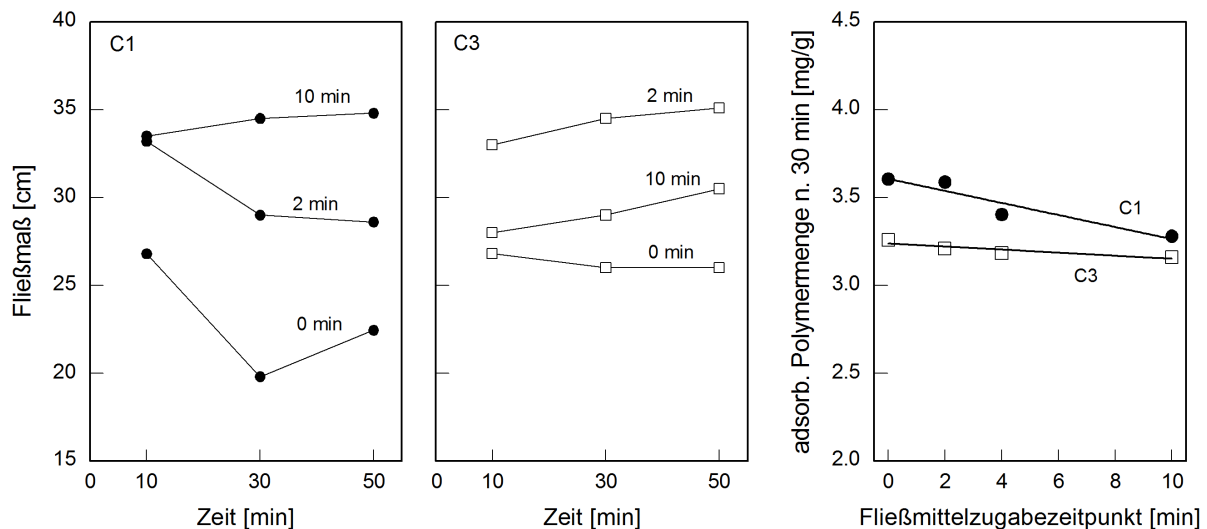 Fließmaß [cm]
40
35
30
25
20
15
C1
10 min
2 min
0 min
0 10 30 50
Zeit [min]
C3
2 min
10 min
0 min
0 10 30 50
Zeit [min]
adsorb. Polymermenge n. 30 min [mg/g]
4.5
4.0
3.5
3.0
2.5
2.0
C1
C3
0 2 4 6 8 10
Fließmittelzugabezeitpunkt [min]